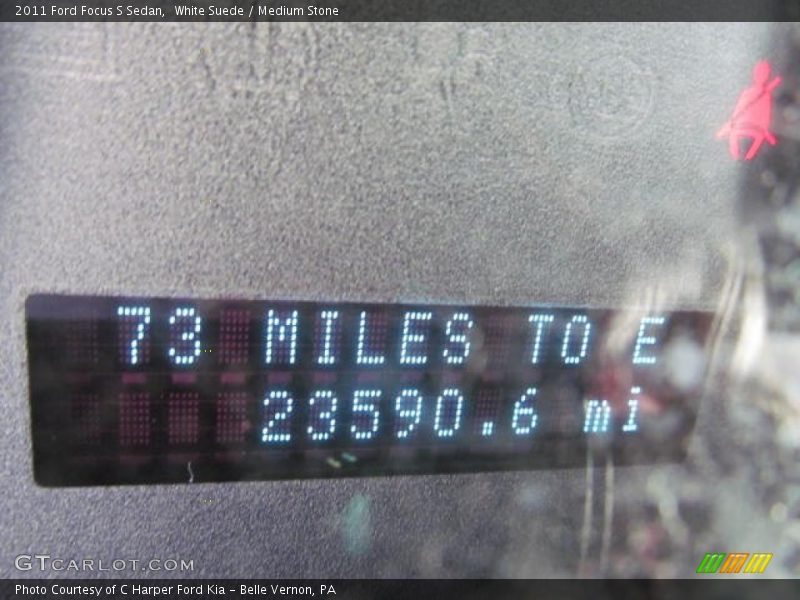 2011 Ford Focus S Sedan, White Suede / Medium Stone
73 MILES TO E
23590.6 mi
GTCARLOT.COM
Photo Courtesy of C Harper Ford Kia – Belle Vernon, PA